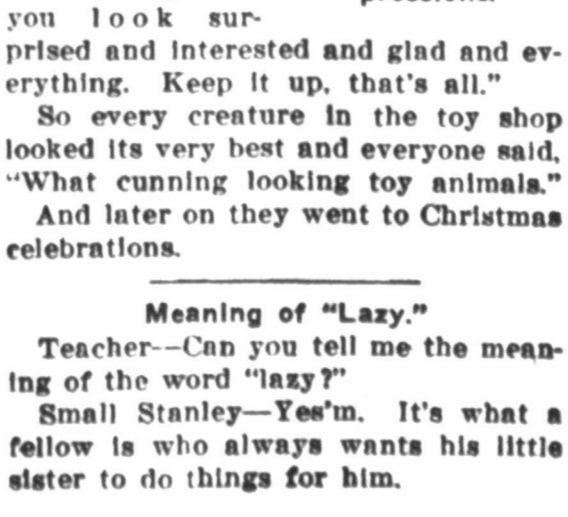 you look sur-
prised and interested and glad and ev-
erything. Keep it up, that's all."
So every creature in the toy shop
looked its very best and everyone said,
"What cunning looking toy animals."
And later on they went to Christmas
celebrations.
Meaning of "Lazy."
Teacher--Can you tell me the mean-
ing of the word "lazy?"
Small Stanley—Yes'm. It's what a
fellow is who always wants his little
sister to do things for him.